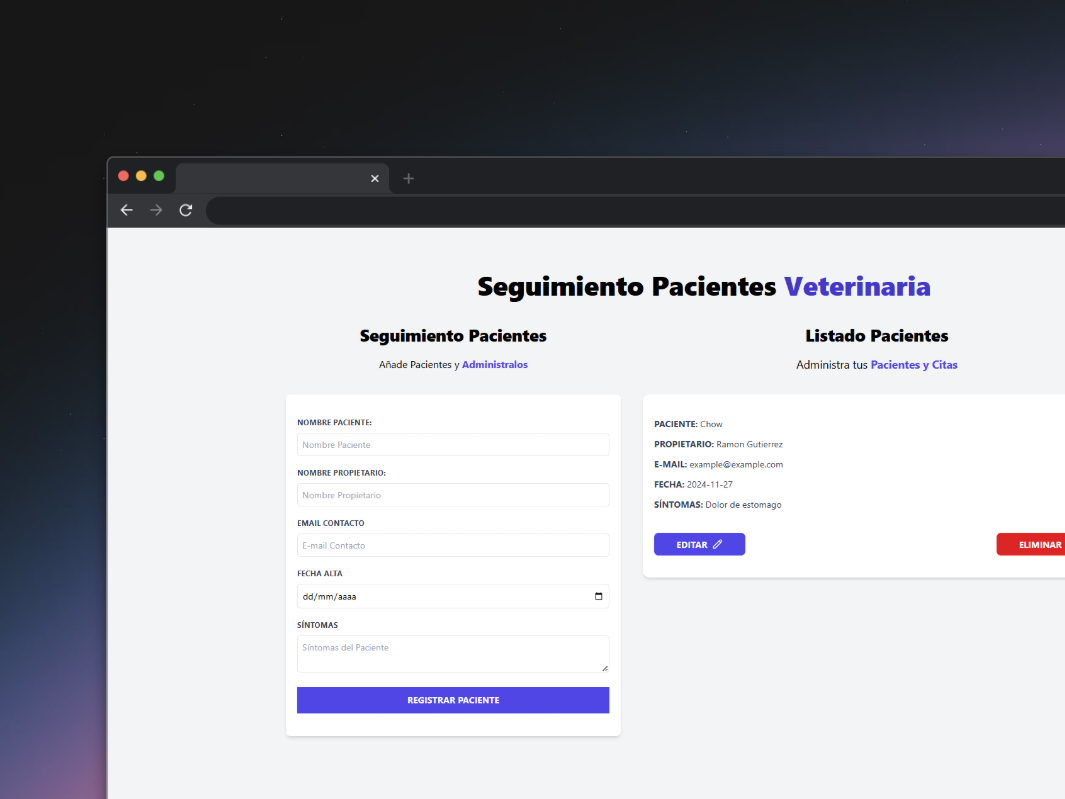 Seguimiento Pacientes Veterinaria
Seguimiento Pacientes
Añade Pacientes y Administralos
NOMBRE PACIENTE:
Nombre Paciente
NOMBRE PROPIETARIO:
Nombre Propietario
EMAIL CONTACTO
E-mail Contacto
FECHA ALTA
dd/mm/aaaa
SÍNTOMAS
Síntomas del Paciente
REGISTRAR PACIENTE
Listado Pacientes
Administra tus Pacientes y Citas
PACIENTE: Chow
PROPIETARIO: Ramon Gutierrez
E-MAIL: example@example.com
FECHA: 2024-11-27
SÍNTOMAS: Dolor de estomago
EDITAR
ELIMINAR